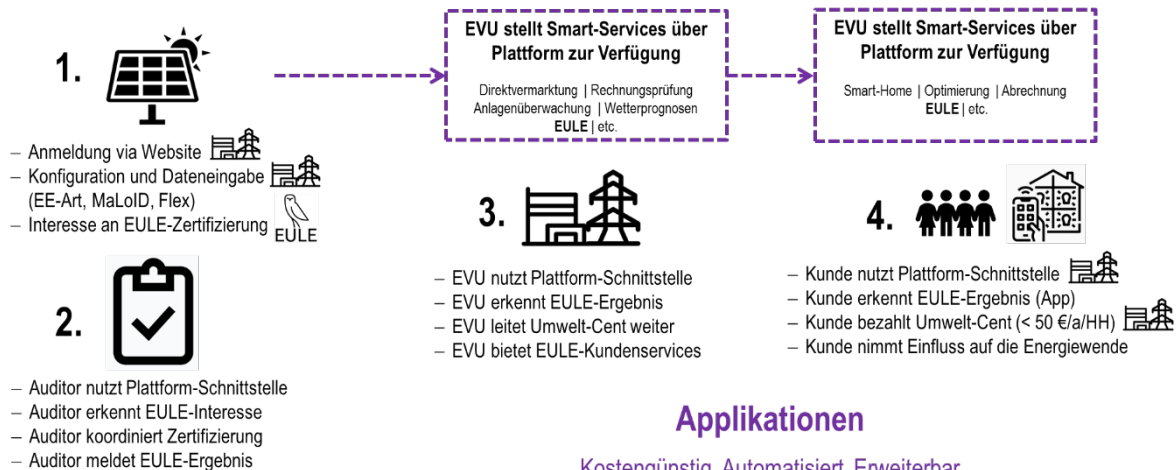 1.
– Anmeldung via Website
– Konfiguration und Dateneingabe
(EE-Art, MaLoID, Flex)
– Interesse an EULE-Zertifizierung
EULE
2.
– Auditor nutzt Plattform-Schnittstelle
– Auditor erkennt EULE-Interesse
– Auditor koordiniert Zertifizierung
– Auditor meldet EULE-Ergebnis
EVU stellt Smart-Services über
Plattform zur Verfügung
Direktvermarktung | Rechnungsprüfung
Anlagenüberwachung | Wetterprognosen
EULE | etc.
3.
– EVU nutzt Plattform-Schnittstelle
– EVU erkennt EULE-Ergebnis
– EVU leitet Umwelt-Cent weiter
– EVU bietet EULE-Kundenservices
EVU stellt Smart-Services über
Plattform zur Verfügung
Smart-Home | Optimierung | Abrechnung
EULE | etc.
4.
– Kunde nutzt Plattform-Schnittstelle
– Kunde erkennt EULE-Ergebnis (App)
– Kunde bezahlt Umwelt-Cent (< 50 €/a/HH)
– Kunde nimmt Einfluss auf die Energiewende
Applikationen
Kostengünstig, Automatisiert, Erweiterbar